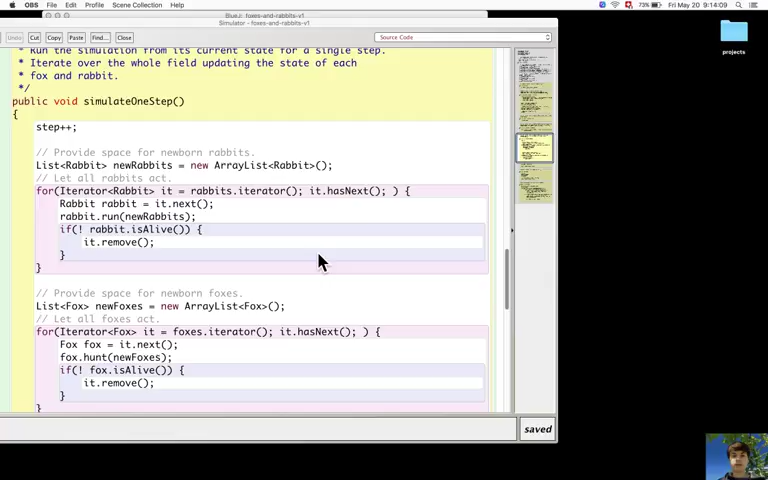 OBS File Edit Profile Scene Collection Help
73% Fri May 20 9:14:09
BlueJ: foxes-and-rabbits-v1
Simulator - foxes-and-rabbits-v1
Undo Cut Copy Paste Find... Close Source Code
projects
* Run the simulation from its current state for a single step.
* Iterate over the whole field updating the state of each
* fox and rabbit.
*/
public void simulateOneStep()
{
step++;
// Provide space for newborn rabbits.
List<Rabbit> newRabbits = new ArrayList<Rabbit>();
// Let all rabbits act.
for(Iterator<Rabbit> it = rabbits.iterator(); it.hasNext(); ) {
Rabbit rabbit = it.next();
rabbit.run(newRabbits);
if(! rabbit.isAlive()) {
it.remove();
}
}
// Provide space for newborn foxes.
List<Fox> newFoxes = new ArrayList<Fox>();
// Let all foxes act.
for(Iterator<Fox> it = foxes.iterator(); it.hasNext(); ) {
Fox fox = it.next();
fox.hunt(newFoxes);
if(! fox.isAlive()) {
it.remove();
}
}
saved